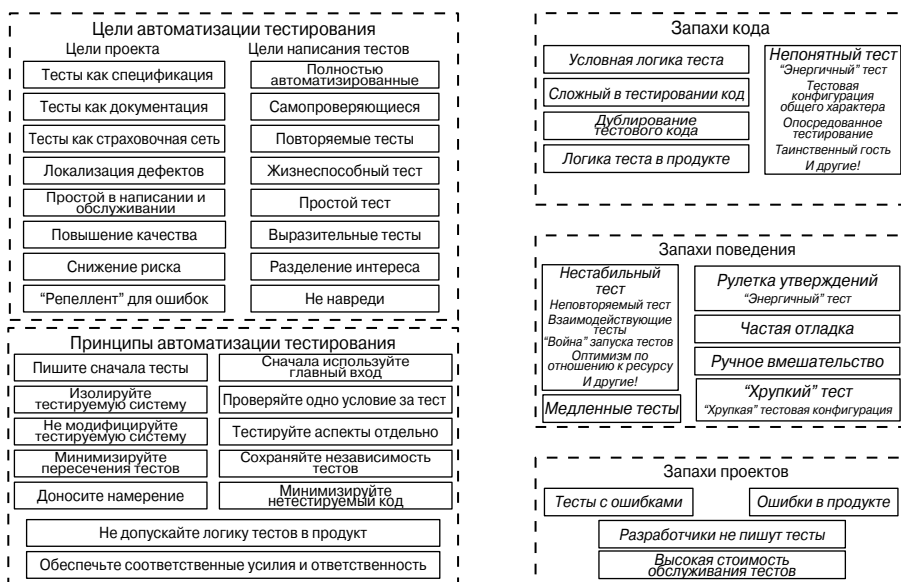 Цели автоматизации тестирования
Цели проекта
Цели написания тестов
Тесты как спецификация
Тесты как документация
Тесты как страховочная сеть
Локализация дефектов
Простой в написании и
обслуживании
Повышение качества
Снижение риска
“Репеллент” для ошибок
Полностью
автоматизированные
Самопроверяющиеся
Повторяемые тесты
Жизнеспособный тест
Простой тест
Выразительные тесты
Разделение интереса
Не навреди
Принципы автоматизации тестирования
Пишите сначала тесты
Сначала используйте
главный вход
Изолируйте
тестируемую систему
Проверяйте одно условие за тест
Не модифицируйте
тестируемую систему
Тестируйте аспекты отдельно
Минимизируйте
пересечения тестов
Сохраняйте независимость
тестов
Доносите намерение
Минимизируйте
нетестируемый код
Не допускайте логику тестов в продукт
Обеспечьте соответственные усилия и ответственность
Запахи кода
Условная логика теста
Сложный в тестировании код
Дублирование
тестового кода
Логика теста в продукте
Непонятный тест
“Энергичный” тест
Тестовая
конфигурация
общего характера
Опосредованное
тестирование
Таинственный гость
И другие!
Запахи поведения
Нестабильный
тест
Неповторяемый тест
Взаимодействующие
тесты
“Война” запуска тестов
Оптимизм по
отношению к ресурсу
И другие!
Медленные тесты
Рулетка утверждений
“Энергичный” тест
Частая отладка
Ручное вмешательство
“Хрупкий” тест
“Хрупкая” тестовая конфигурация
Запахи проектов
Тесты с ошибками
Ошибки в продукте
Разработчики не пишут тесты
Высокая стоимость
обслуживания тестов